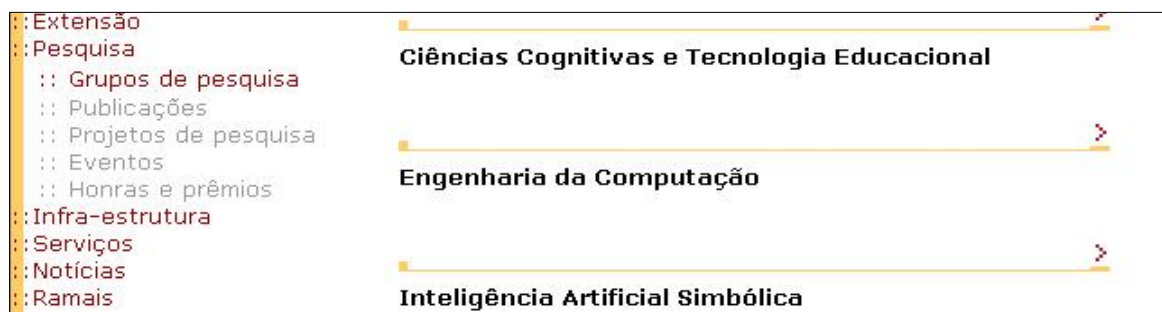 ::Extensão
::Pesquisa
:: Grupos de pesquisa
:: Publicações
:: Projetos de pesquisa
:: Eventos
:: Honras e prêmios
::Infra-estrutura
::Serviços
::Notícias
::Ramais
>
Ciências Cognitivas e Tecnologia Educacional
>
Engenharia da Computação
>
Inteligência Artificial Simbólica